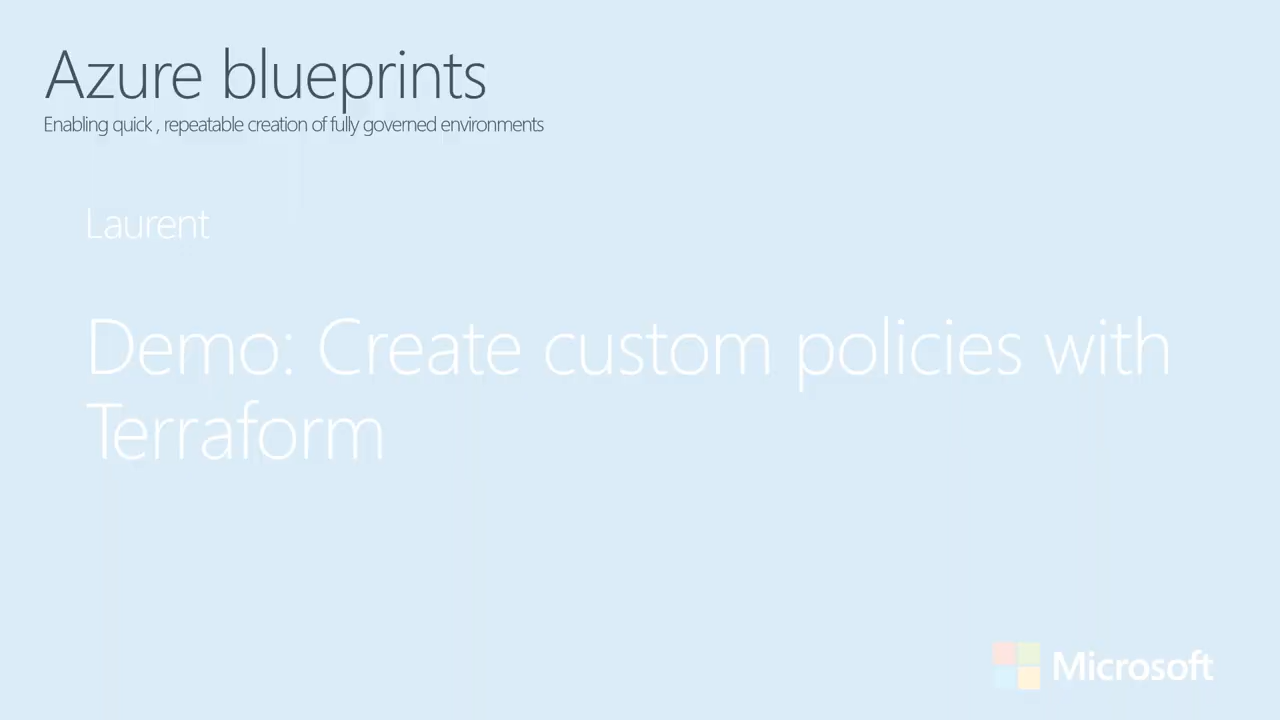 Azure blueprints
Enabling quick , repeatable creation of fully governed environments
Laurent
Demo: Create custom policies with
Terraform
Microsoft